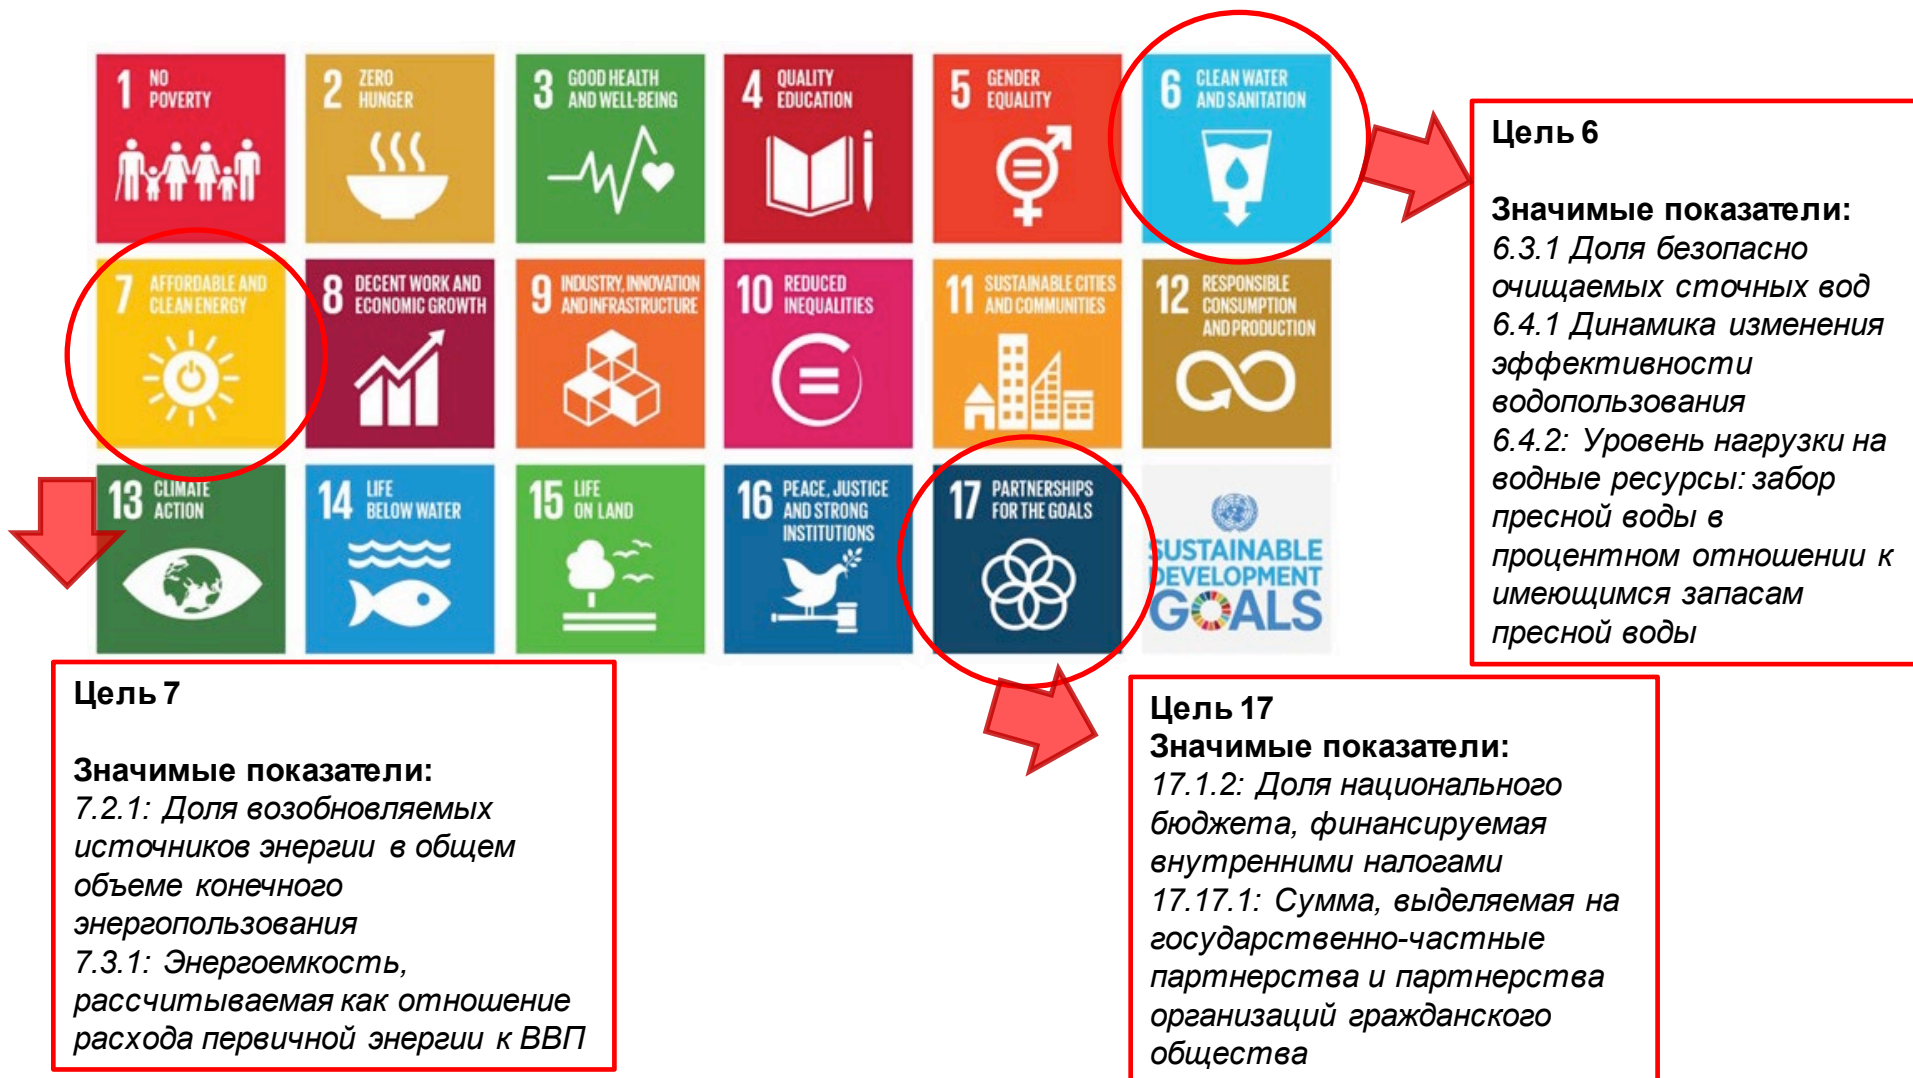 1 NO
POVERTY
2 ZERO
HUNGER
3 GOOD HEALTH
AND WELL-BEING
4 QUALITY
EDUCATION
5 GENDER
EQUALITY
6 CLEAN WATER
AND SANITATION
7 AFFORDABLE AND
CLEAN ENERGY
8 DECENT WORK AND
ECONOMIC GROWTH
9 INDUSTRY, INNOVATION
AND INFRASTRUCTURE
10 REDUCED
INEQUALITIES
11 SUSTAINABLE CITIES
AND COMMUNITIES
12 RESPONSIBLE
CONSUMPTION
AND PRODUCTION
13 CLIMATE
ACTION
14 LIFE
BELOW WATER
15 LIFE
ON LAND
16 PEACE, JUSTICE
AND STRONG
INSTITUTIONS
17 PARTNERSHIPS
FOR THE GOALS
SUSTAINABLE
DEVELOPMENT
GOALS
Цель 6
Значимые показатели:
6.3.1 Доля безопасно
очищаемых сточных вод
6.4.1 Динамика изменения
эффективности
водопользования
6.4.2: Уровень нагрузки на
водные ресурсы: забор
пресной воды в
процентном отношении к
имеющимся запасам
пресной воды
Цель 7
Значимые показатели:
7.2.1: Доля возобновляемых
источников энергии в общем
объеме конечного
энергопользования
7.3.1: Энергоемкость,
рассчитываемая как отношение
расхода первичной энергии к ВВП
Цель 17
Значимые показатели:
17.1.2: Доля национального
бюджета, финансируемая
внутренними налогами
17.17.1: Сумма, выделяемая на
государственно-частные
партнерства и партнерства
организаций гражданского
общества